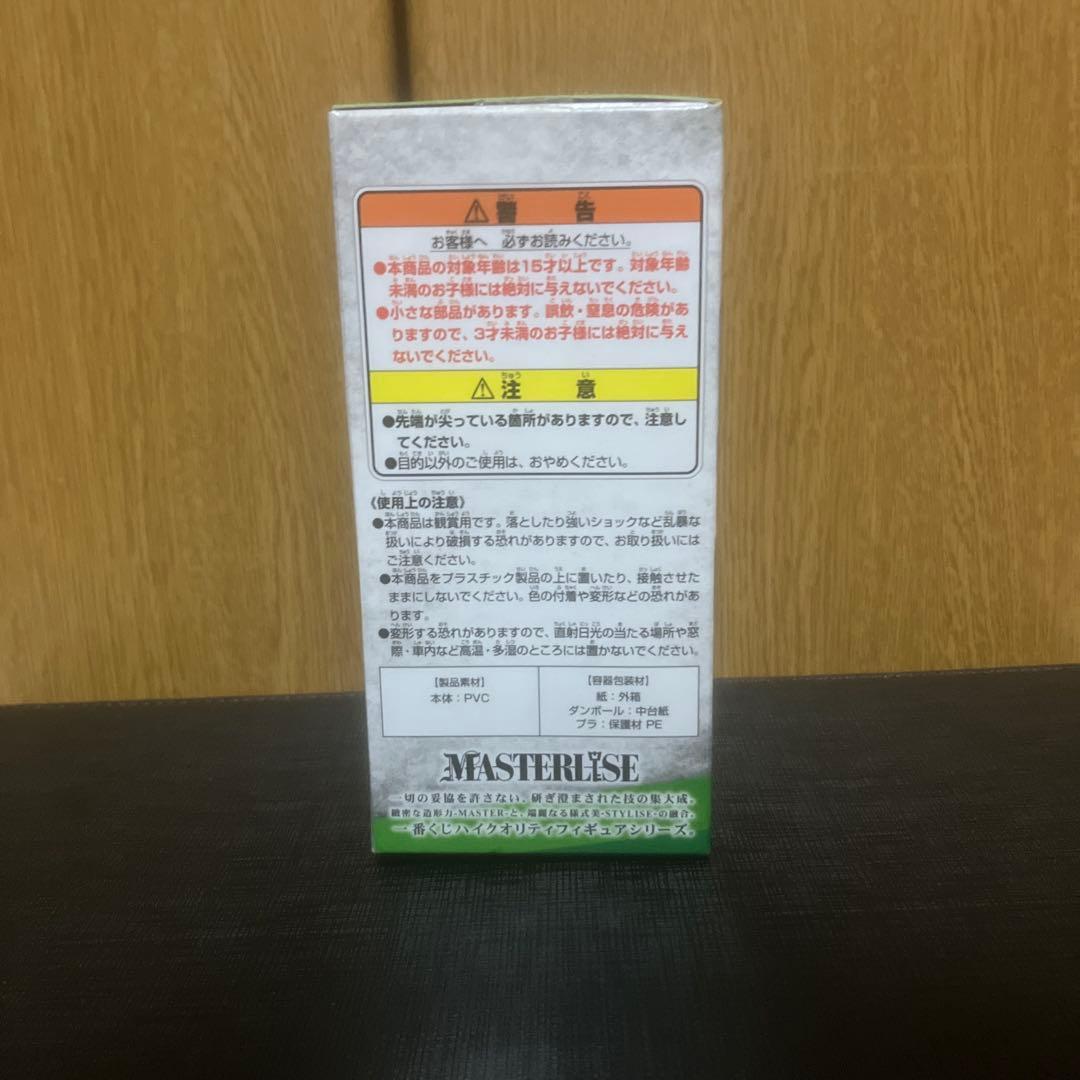 ⚠警告
お客様へ 必ずお読みください。
●本商品の対象年齢は15才以上です。対象年齢
未満のお子様には絶対に与えないでください。
●小さな部品があります。誤飲・窒息の危険があ
りますので、3才未満のお子様には絶対に与え
ないでください。
⚠注意
●先端が尖っている箇所がありますので、注意し
てください。
●目的以外のご使用は、おやめください。
《使用上の注意》
●本商品は観賞用です。落としたり強いショックなど乱暴な
扱いにより破損する恐れがありますので、お取り扱いには
ご注意ください。
●本商品をプラスチック製品の上に置いたり、接触させた
ままにしないでください。色の付着や変形などの恐れがあ
ります。
●変形する恐れがありますので、直射日光の当たる場所や窓
際・車内など高温・多湿のところには置かないでください。
【製品素材】
本体：PVC
【容器包装材】
紙：外箱
ダンボール：中台紙
プラ：保護材 PE
MASTERLISE
一切の妥協を許さない、研ぎ澄まされた技の集大成。
緻密な造形力-MASTER-と、端麗なる様式美-STYLISE-の融合。
一番くじハイクオリティフィギュアシリーズ。